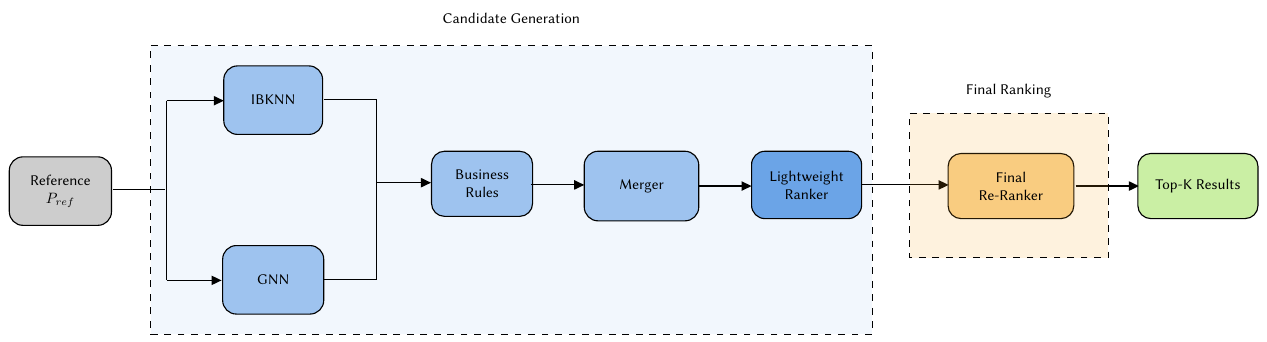 Candidate Generation
IBKNN
Final Ranking
Reference
P_ref
Business
Rules
Merger
Lightweight
Ranker
Final
Re-Ranker
Top-K Results
GNN